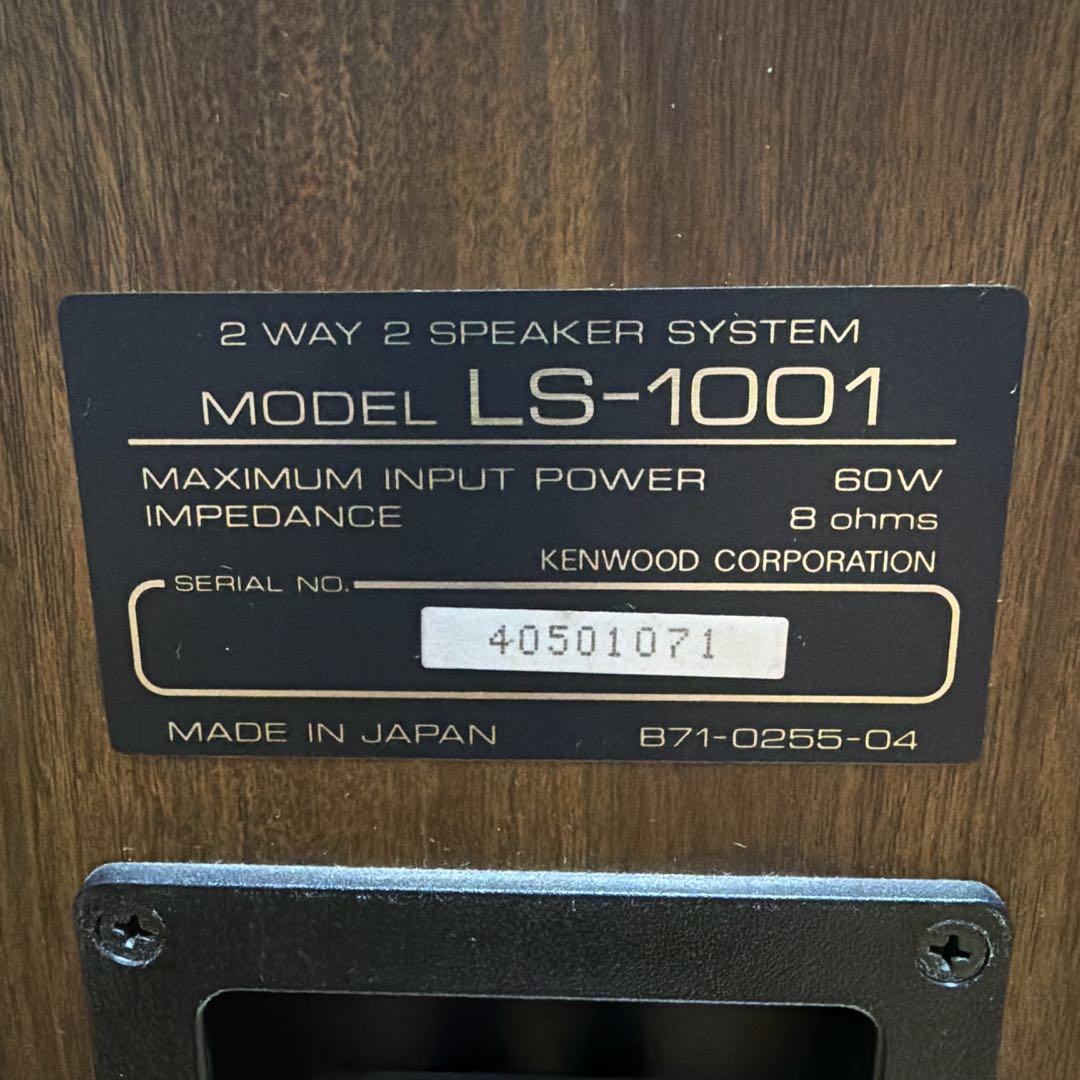 2 WAY 2 SPEAKER SYSTEM
MODEL LS-1001
MAXIMUM INPUT POWER 60W
IMPEDANCE 8 ohms
KENWOOD CORPORATION
SERIAL NO.
40501071
MADE IN JAPAN B71-0255-04